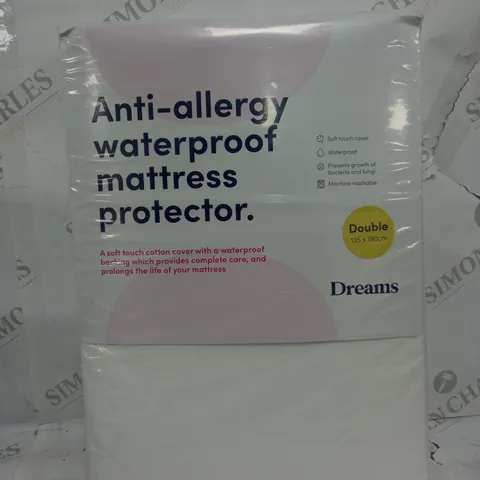 Anti-allergy
waterproof
mattress
protector.
Soft touch cover
Waterproof
Prevents growth of
bacteria and fungi
Machine washable
Double
135 x 190cm
A soft touch cotton cover with a waterproof
backing which provides complete care, and
prolongs the life of your mattress
Dreams